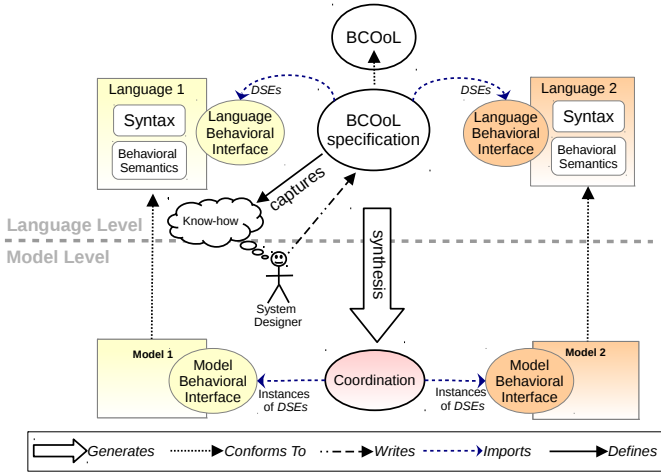 BCOoL
Language 1
DSEs
DSEs
Language 2
Syntax
Behavioral
Semantics
Language
Behavioral
Interface
BCOoL
specification
Language
Behavioral
Interface
Syntax
Behavioral
Semantics
captures
Know-how
Language Level
Model Level
synthesis
System
Designer
Model 1
Model
Behavioral
Interface
Instances
of DSEs
Coordination
Instances
of DSEs
Model
Behavioral
Interface
Model 2
Generates
Conforms To
Writes
Imports
Defines